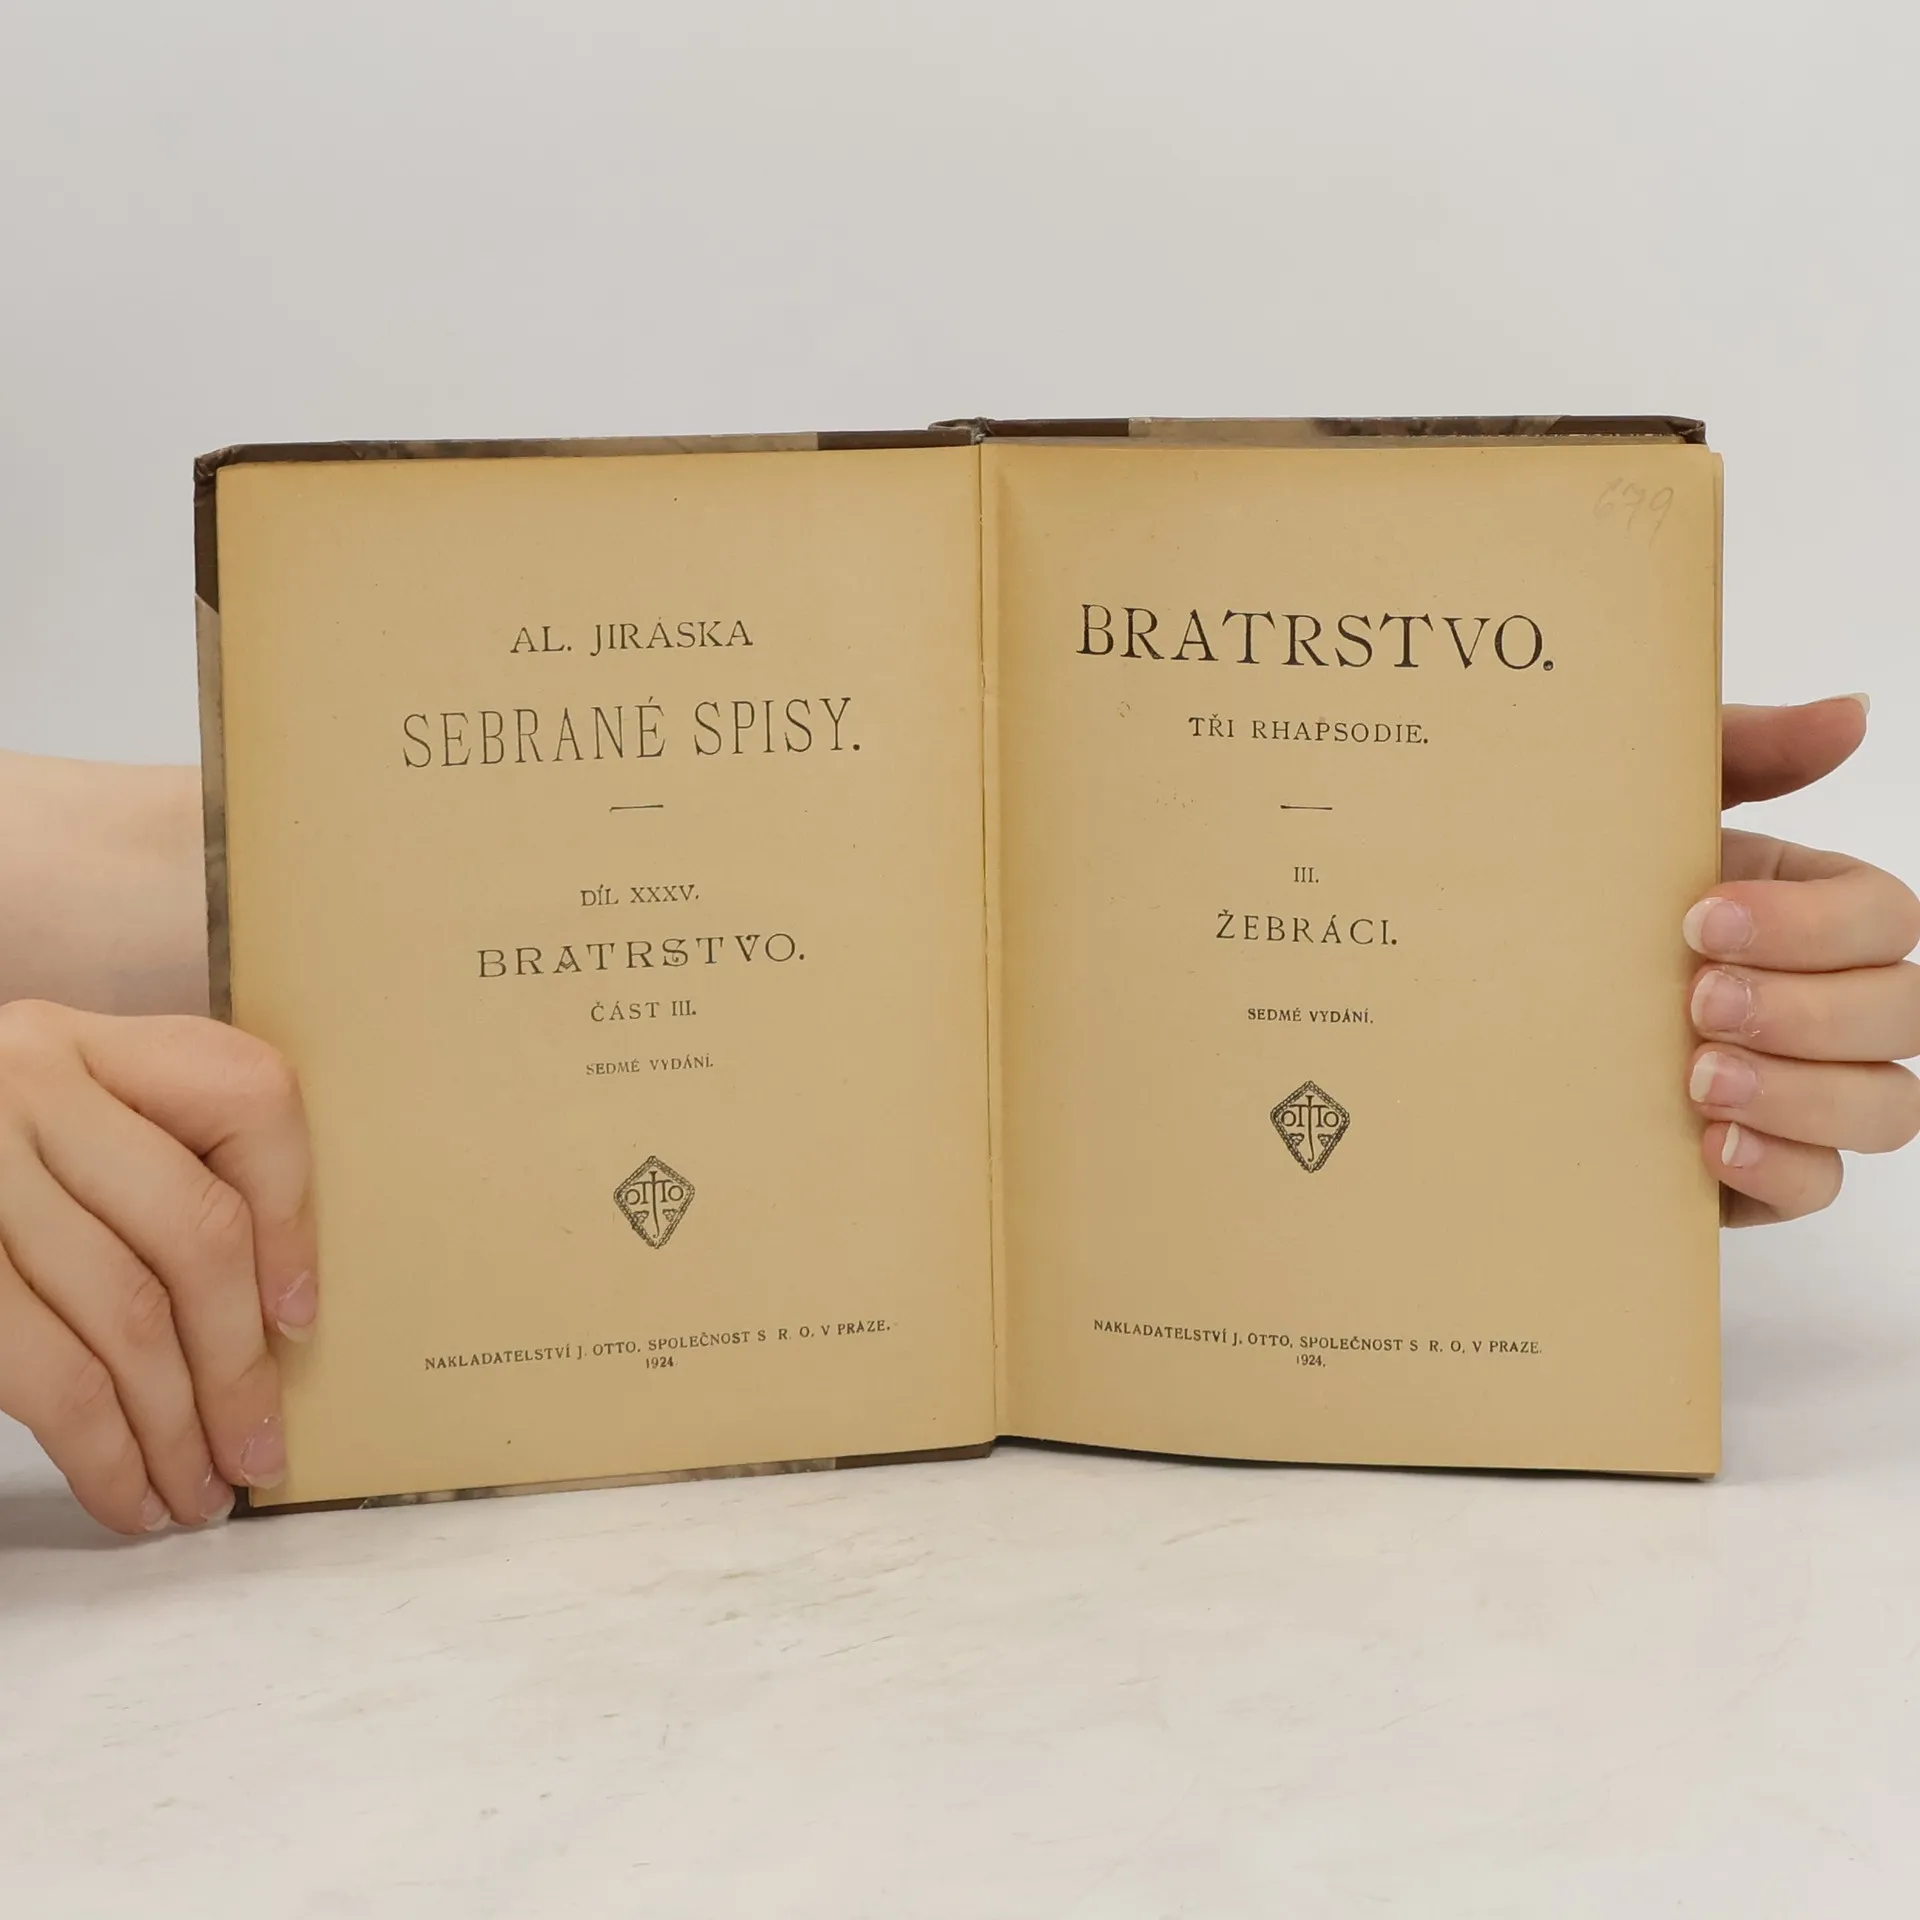 AL. JIRÁSKA
SEBRANÉ SPISY.
DÍL XXXV.
BRATRSTVO.
ČÁST III.
SEDMÉ VYDÁNÍ.
OTTO
NAKLADATELSTVÍ J. OTTO, SPOLEČNOST S R. O. V PRAZE.
1924
679
BRATRSTVO.
TŘI RHAPSODIE.
III.
ŽEBRÁCI.
SEDMÉ VYDÁNÍ.
OTTO
NAKLADATELSTVÍ J. OTTO, SPOLEČNOST S R. O. V PRAZE.
1924.